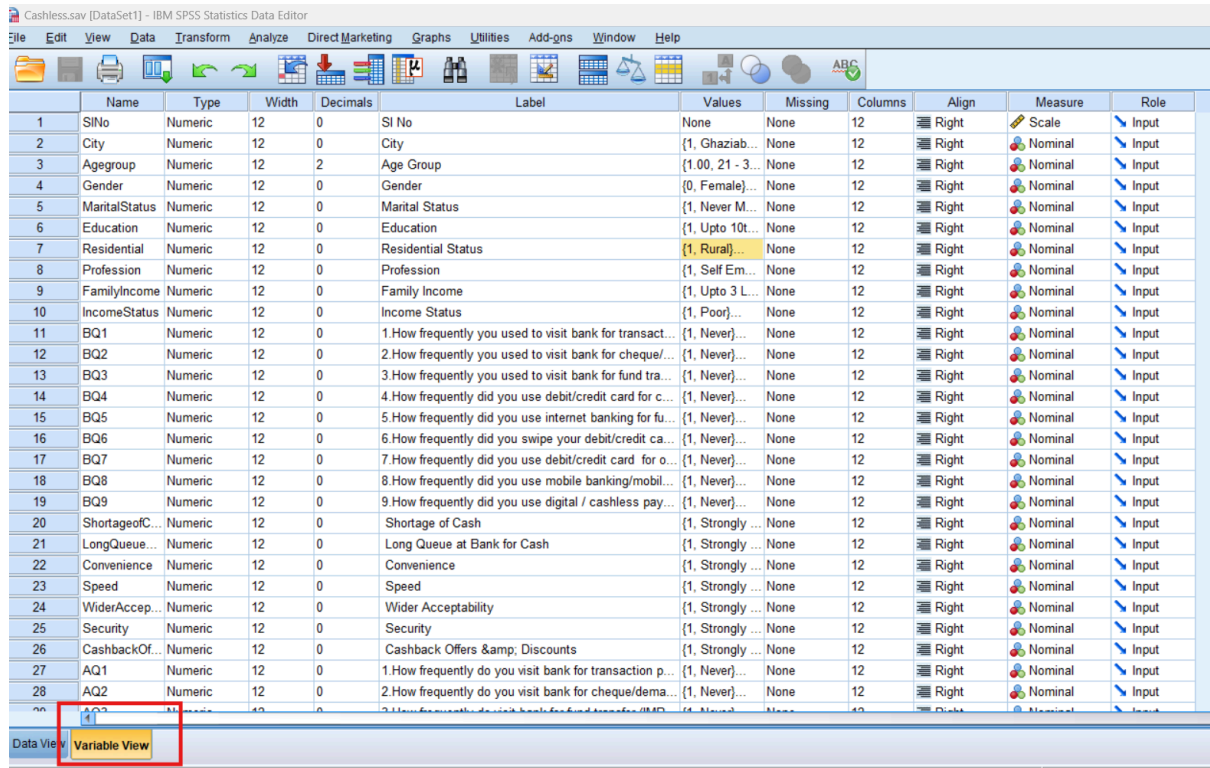 Cashless.sav [DataSet1] - IBM SPSS Statistics Data Editor
File Edit View Data Transform Analyze Direct Marketing Graphs Utilities Add-ons Window Help
Name Type Width Decimals Label Values Missing Columns Align Measure Role
1 SlNo Numeric 12 0 Sl No None None 12 Right Scale Input
2 City Numeric 12 0 City {1, Ghaziab... None 12 Right Nominal Input
3 Agegroup Numeric 12 2 Age Group {1.00, 21 - 3... None 12 Right Nominal Input
4 Gender Numeric 12 0 Gender {0, Female}... None 12 Right Nominal Input
5 MaritalStatus Numeric 12 0 Marital Status {1, Never M... None 12 Right Nominal Input
6 Education Numeric 12 0 Education {1, Upto 10t... None 12 Right Nominal Input
7 Residential Numeric 12 0 Residential Status {1, Rural}... None 12 Right Nominal Input
8 Profession Numeric 12 0 Profession {1, Self Em... None 12 Right Nominal Input
9 FamilyIncome Numeric 12 0 Family Income {1, Upto 3 L... None 12 Right Nominal Input
10 IncomeStatus Numeric 12 0 Income Status {1, Poor}... None 12 Right Nominal Input
11 BQ1 Numeric 12 0 1.How frequently you used to visit bank for transact... {1, Never}... None 12 Right Nominal Input
12 BQ2 Numeric 12 0 2.How frequently you used to visit bank for cheque/... {1, Never}... None 12 Right Nominal Input
13 BQ3 Numeric 12 0 3.How frequently you used to visit bank for fund tra... {1, Never}... None 12 Right Nominal Input
14 BQ4 Numeric 12 0 4.How frequently did you use debit/credit card for c... {1, Never}... None 12 Right Nominal Input
15 BQ5 Numeric 12 0 5.How frequently did you use internet banking for fu... {1, Never}... None 12 Right Nominal Input
16 BQ6 Numeric 12 0 6.How frequently did you swipe your debit/credit ca... {1, Never}... None 12 Right Nominal Input
17 BQ7 Numeric 12 0 7.How frequently did you use debit/credit card for o... {1, Never}... None 12 Right Nominal Input
18 BQ8 Numeric 12 0 8.How frequently did you use mobile banking/mobil... {1, Never}... None 12 Right Nominal Input
19 BQ9 Numeric 12 0 9.How frequently did you use digital / cashless pay... {1, Never}... None 12 Right Nominal Input
20 ShortageofC... Numeric 12 0 Shortage of Cash {1, Strongly ... None 12 Right Nominal Input
21 LongQueue... Numeric 12 0 Long Queue at Bank for Cash {1, Strongly ... None 12 Right Nominal Input
22 Convenience Numeric 12 0 Convenience {1, Strongly ... None 12 Right Nominal Input
23 Speed Numeric 12 0 Speed {1, Strongly ... None 12 Right Nominal Input
24 WiderAccep... Numeric 12 0 Wider Acceptability {1, Strongly ... None 12 Right Nominal Input
25 Security Numeric 12 0 Security {1, Strongly ... None 12 Right Nominal Input
26 CashbackOf... Numeric 12 0 Cashback Offers &amp; Discounts {1, Strongly ... None 12 Right Nominal Input
27 AQ1 Numeric 12 0 1.How frequently do you visit bank for transaction p... {1, Never}... None 12 Right Nominal Input
28 AQ2 Numeric 12 0 2.How frequently do you visit bank for cheque/dema... {1, Never}... None 12 Right Nominal Input
Data View Variable View